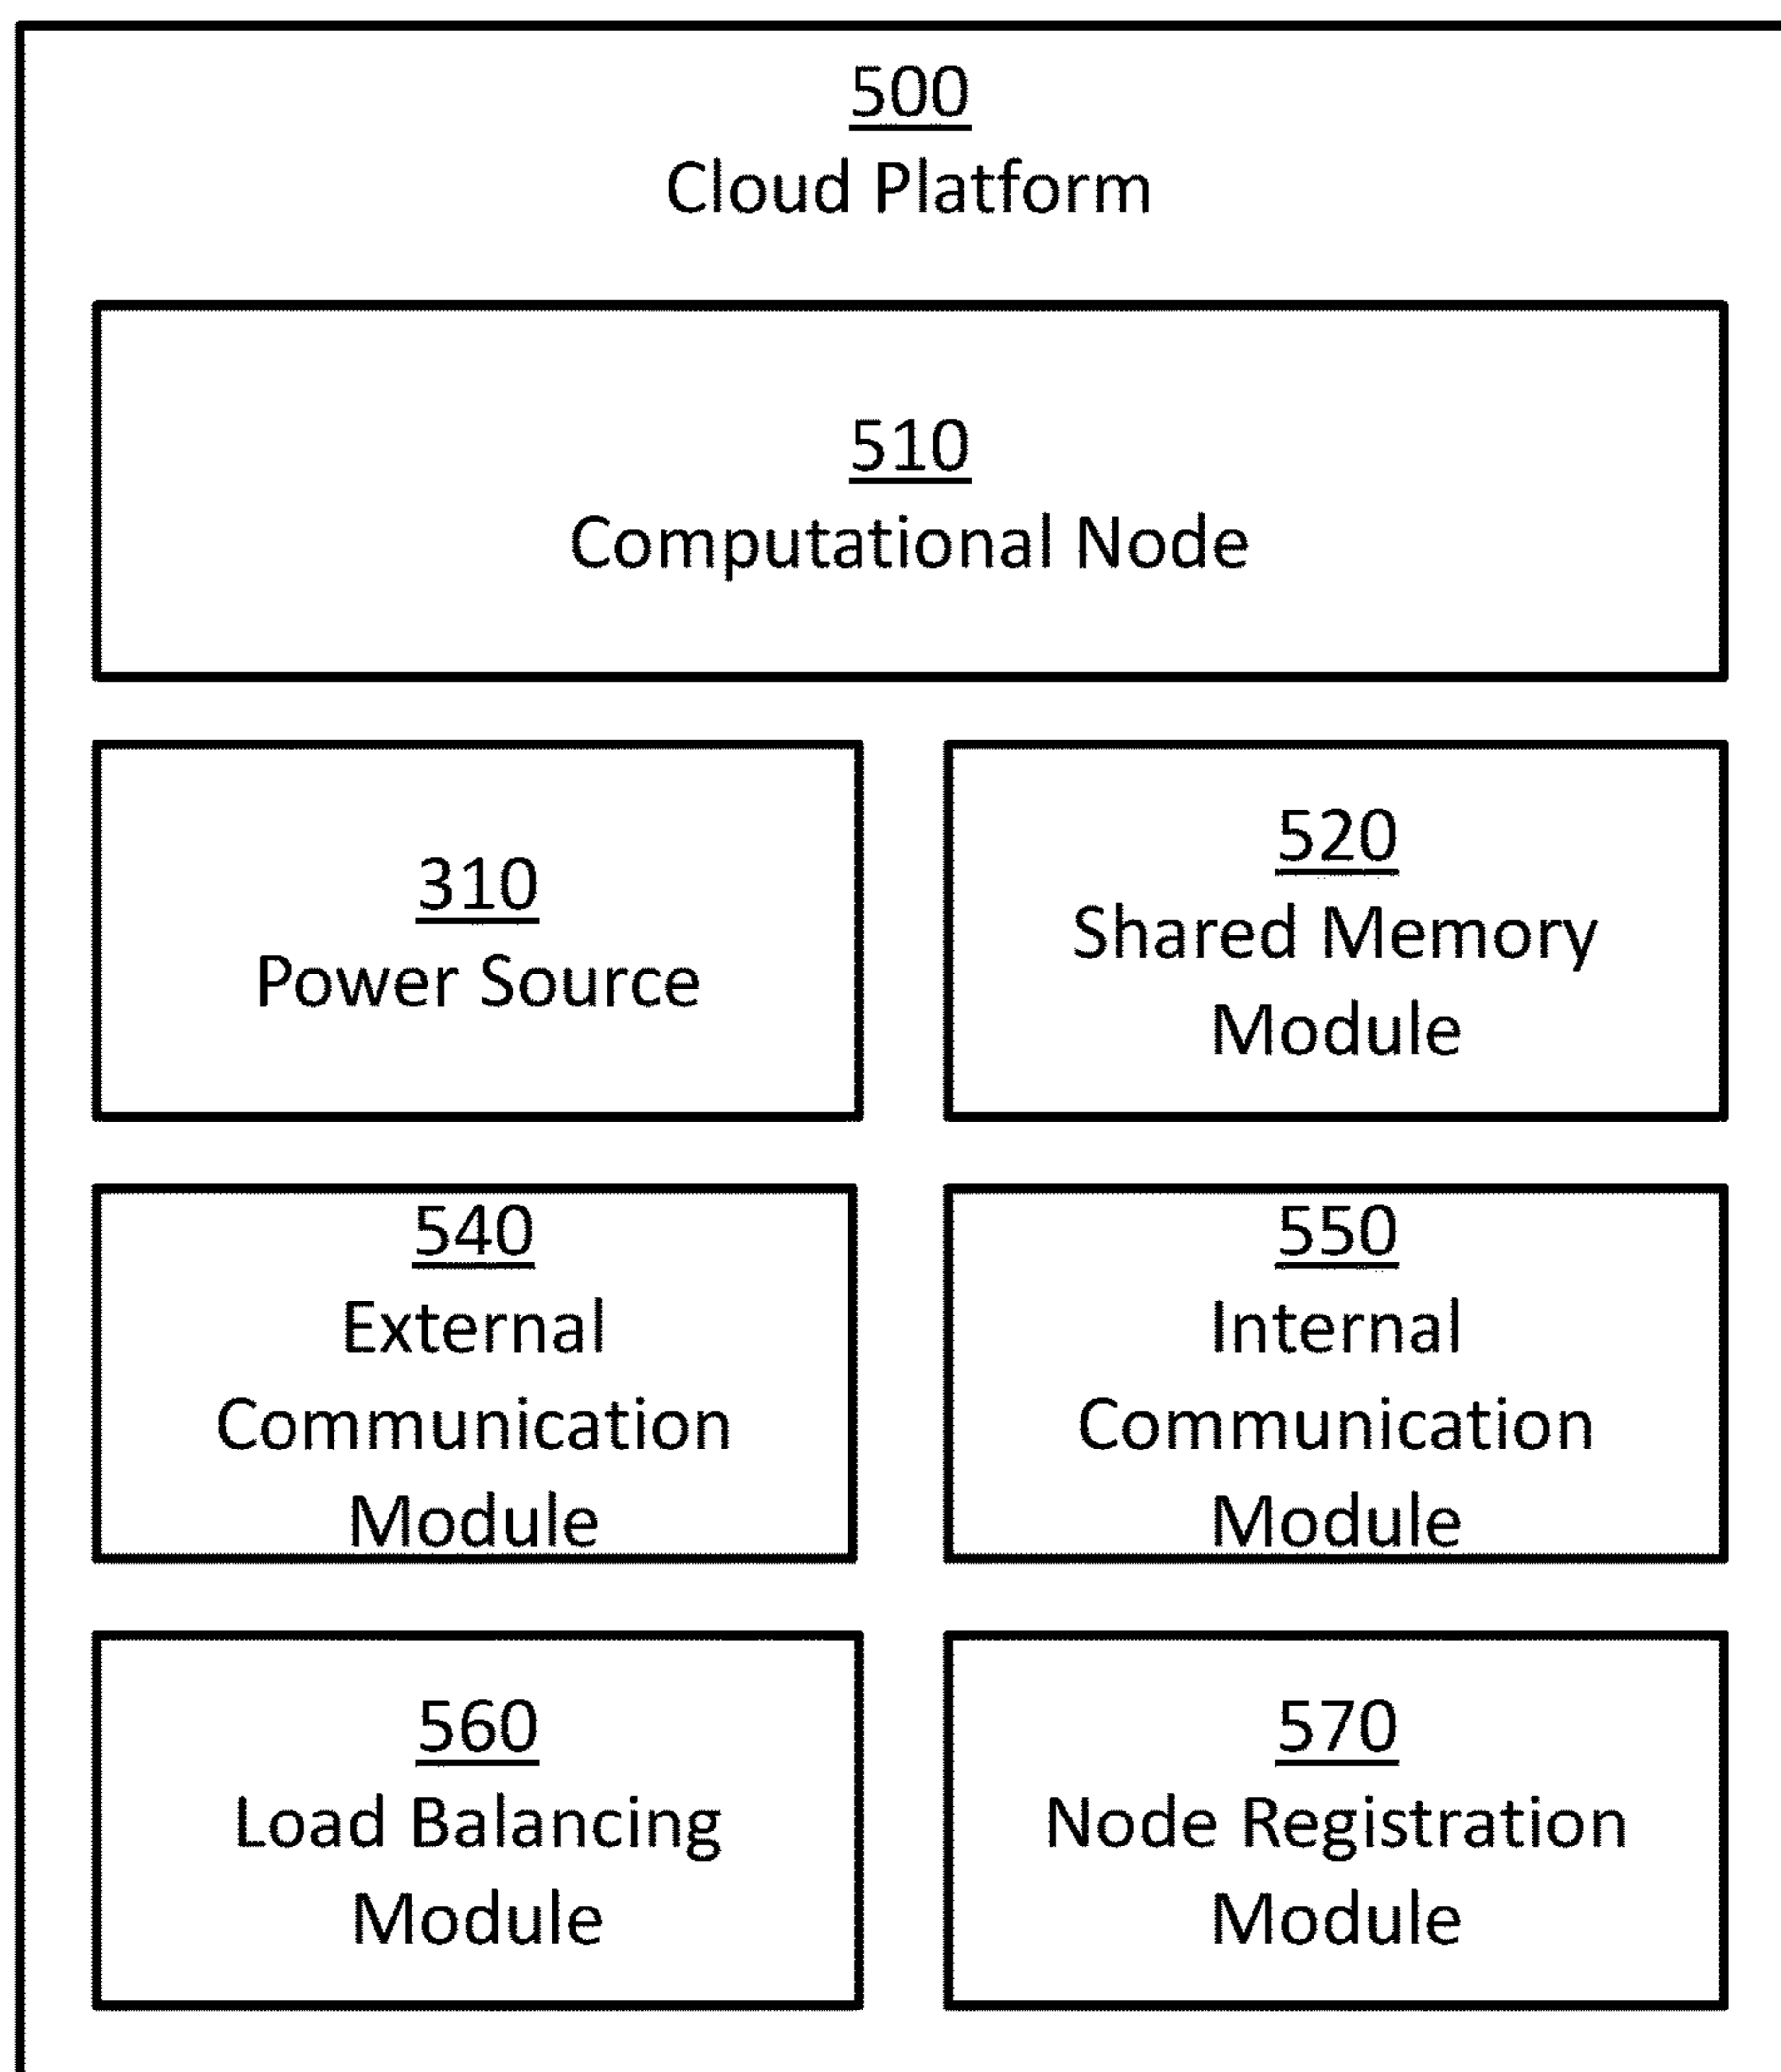 500
Cloud Platform
510
Computational Node
310
Power Source
520
Shared Memory
Module
540
External
Communication
Module
550
Internal
Communication
Module
560
Load Balancing
Module
570
Node Registration
Module